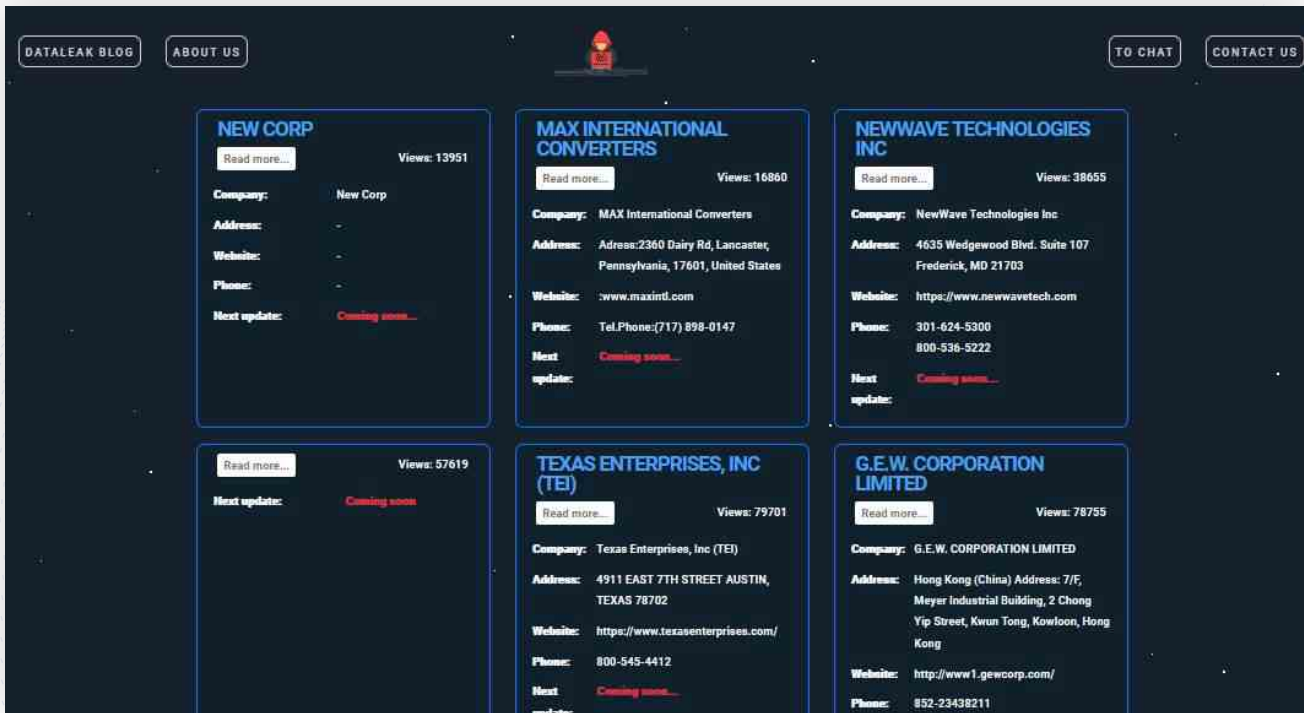 DATALEAK BLOG
ABOUT US
TO CHAT
CONTACT US
NEW CORP
Read more...
Views: 13951
Company: New Corp
Address: -
Website: -
Phone: -
Next update: Coming soon...
MAX INTERNATIONAL
CONVERTERS
Read more...
Views: 16860
Company: MAX International Converters
Address: Adress:2360 Dairy Rd, Lancaster,
Pennsylvania, 17601, United States
Website: :www.maxintl.com
Phone: Tel.Phone:(717) 898-0147
Next Coming soon...
update:
NEWWAVE TECHNOLOGIES
INC
Read more...
Views: 38655
Company: NewWave Technologies Inc
Address: 4635 Wedgewood Blvd. Suite 107
Frederick, MD 21703
Website: https://www.newwavetech.com
Phone: 301-624-5300
800-536-5222
Next Coming soon...
update:
Read more...
Views: 57619
Next update: Coming soon
TEXAS ENTERPRISES, INC
(TEI)
Read more...
Views: 79701
Company: Texas Enterprises, Inc (TEI)
Address: 4911 EAST 7TH STREET AUSTIN,
TEXAS 78702
Website: https://www.texasenterprises.com/
Phone: 800-545-4412
Next Coming soon...
update:
G.E.W. CORPORATION
LIMITED
Read more...
Views: 78755
Company: G.E.W. CORPORATION LIMITED
Address: Hong Kong (China) Address: 7/F,
Meyer Industrial Building, 2 Chong
Yip Street, Kwun Tong, Kowloon, Hong
Kong
Website: http://www1.gewcorp.com/
Phone: 852-23438211